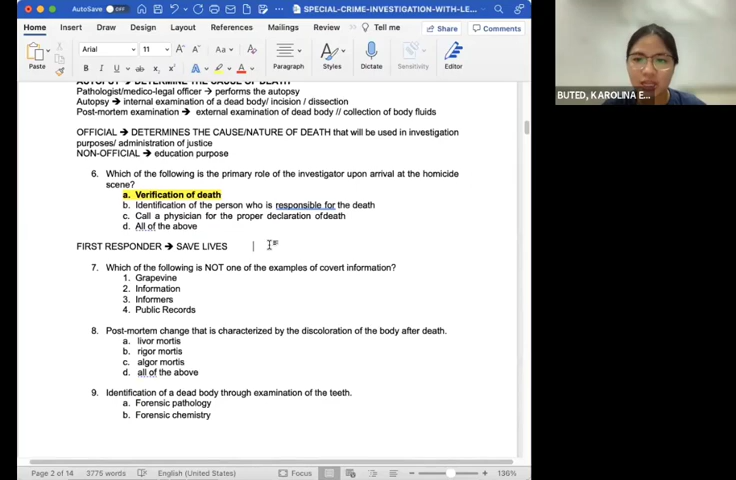 AutoSave OFF SPECIAL-CRIME-INVESTIGATION-WITH-LE...
Home Insert Draw Design Layout References Mailings Review Tell me Share Comments
Paste Arial 11 A A Aa A Paragraph Styles Dictate Sensitivity Editor
B I U ab x A A
AUTOPSY → DETERMINE THE CAUSE OF DEATH
Pathologist/medico-legal officer → performs the autopsy
Autopsy → internal examination of a dead body/ incision / dissection
Post-mortem examination → external examination of dead body // collection of body fluids
OFFICIAL → DETERMINES THE CAUSE/NATURE OF DEATH that will be used in investigation
purposes/ administration of justice
NON-OFFICIAL → education purpose
6. Which of the following is the primary role of the investigator upon arrival at the homicide
scene?
a. Verification of death
b. Identification of the person who is responsible for the death
c. Call a physician for the proper declaration ofdeath
d. All of the above
FIRST RESPONDER → SAVE LIVES
7. Which of the following is NOT one of the examples of covert information?
1. Grapevine
2. Information
3. Informers
4. Public Records
8. Post-mortem change that is characterized by the discoloration of the body after death.
a. livor mortis
b. rigor mortis
c. algor mortis
d. all of the above
9. Identification of a dead body through examination of the teeth.
a. Forensic pathology
b. Forensic chemistry
Page 2 of 14 3775 words English (United States) Focus 136%
BUTED, KAROLINA E...